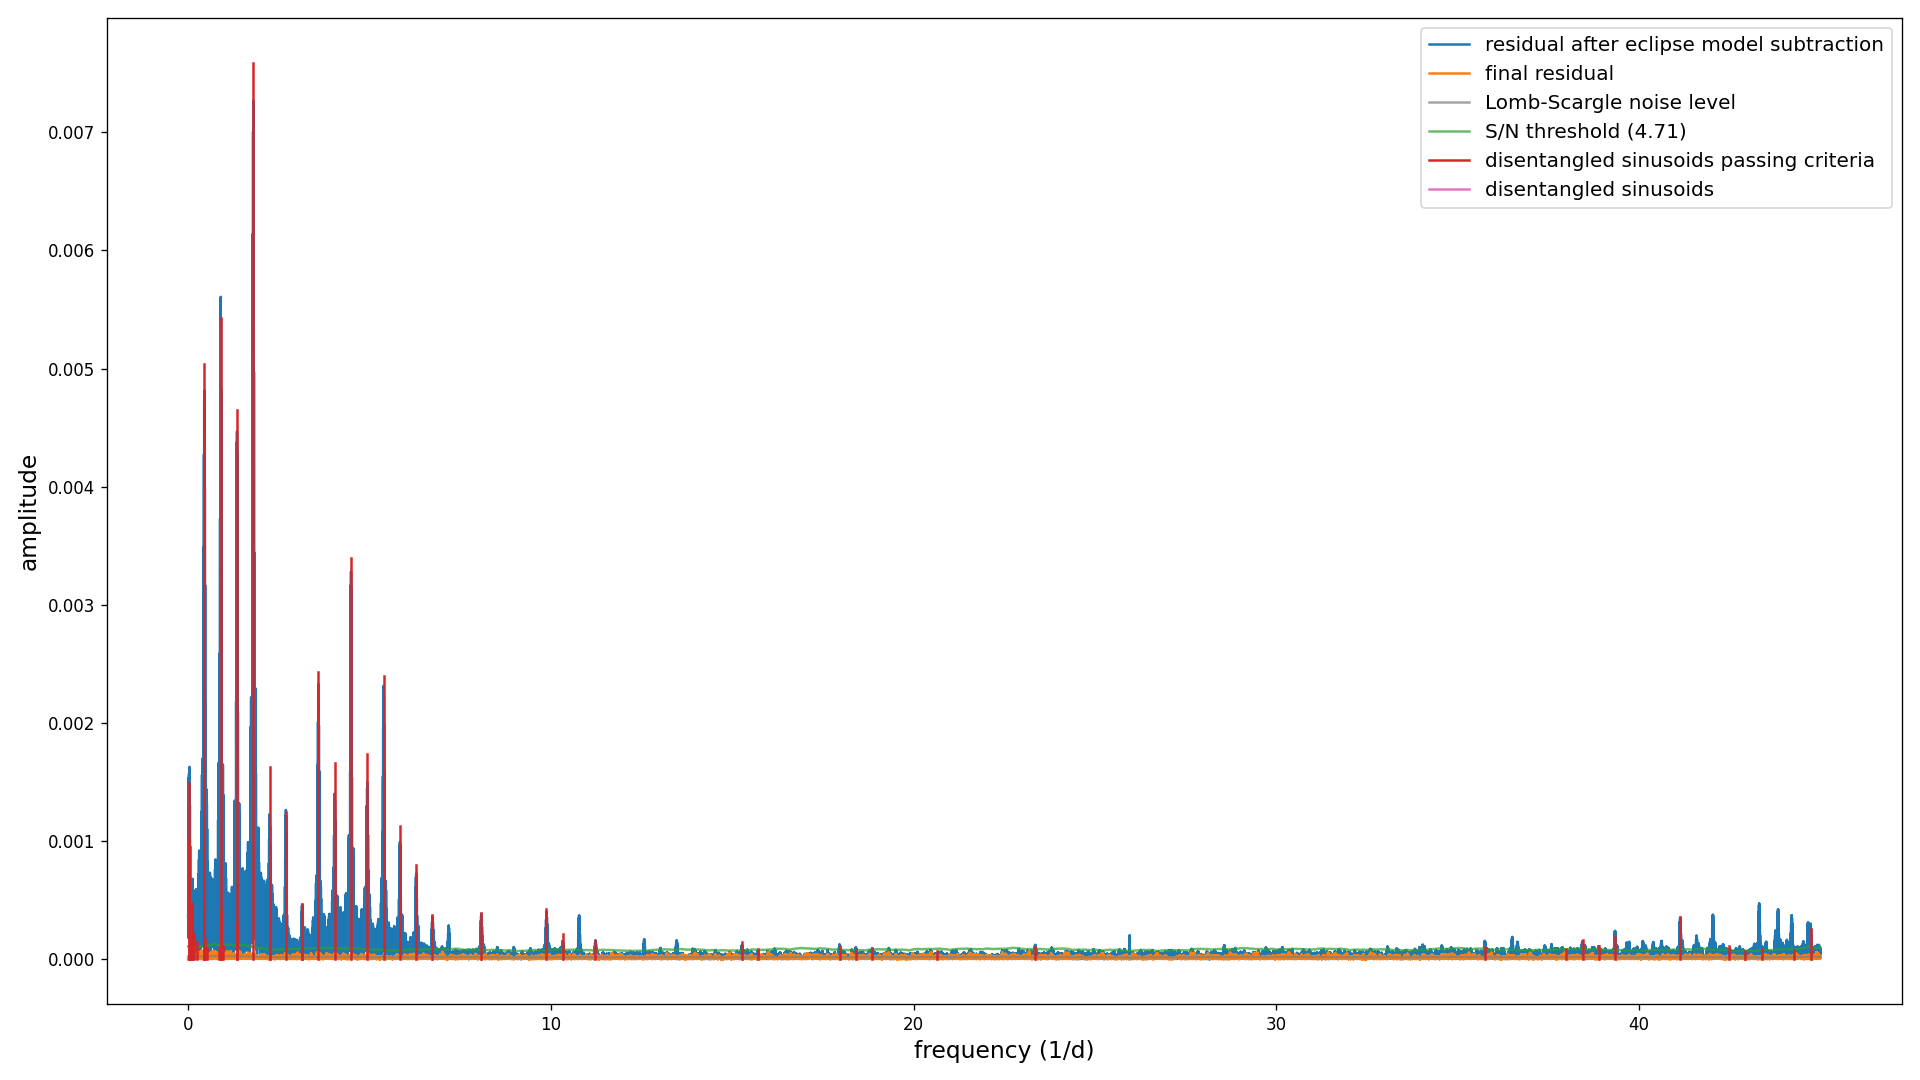 residual after eclipse model subtraction
final residual
Lomb-Scargle noise level
S/N threshold (4.71)
disentangled sinusoids passing criteria
disentangled sinusoids
amplitude
0.007
0.006
0.005
0.004
0.003
0.002
0.001
0.000
0 10 20 30 40
frequency (1/d)